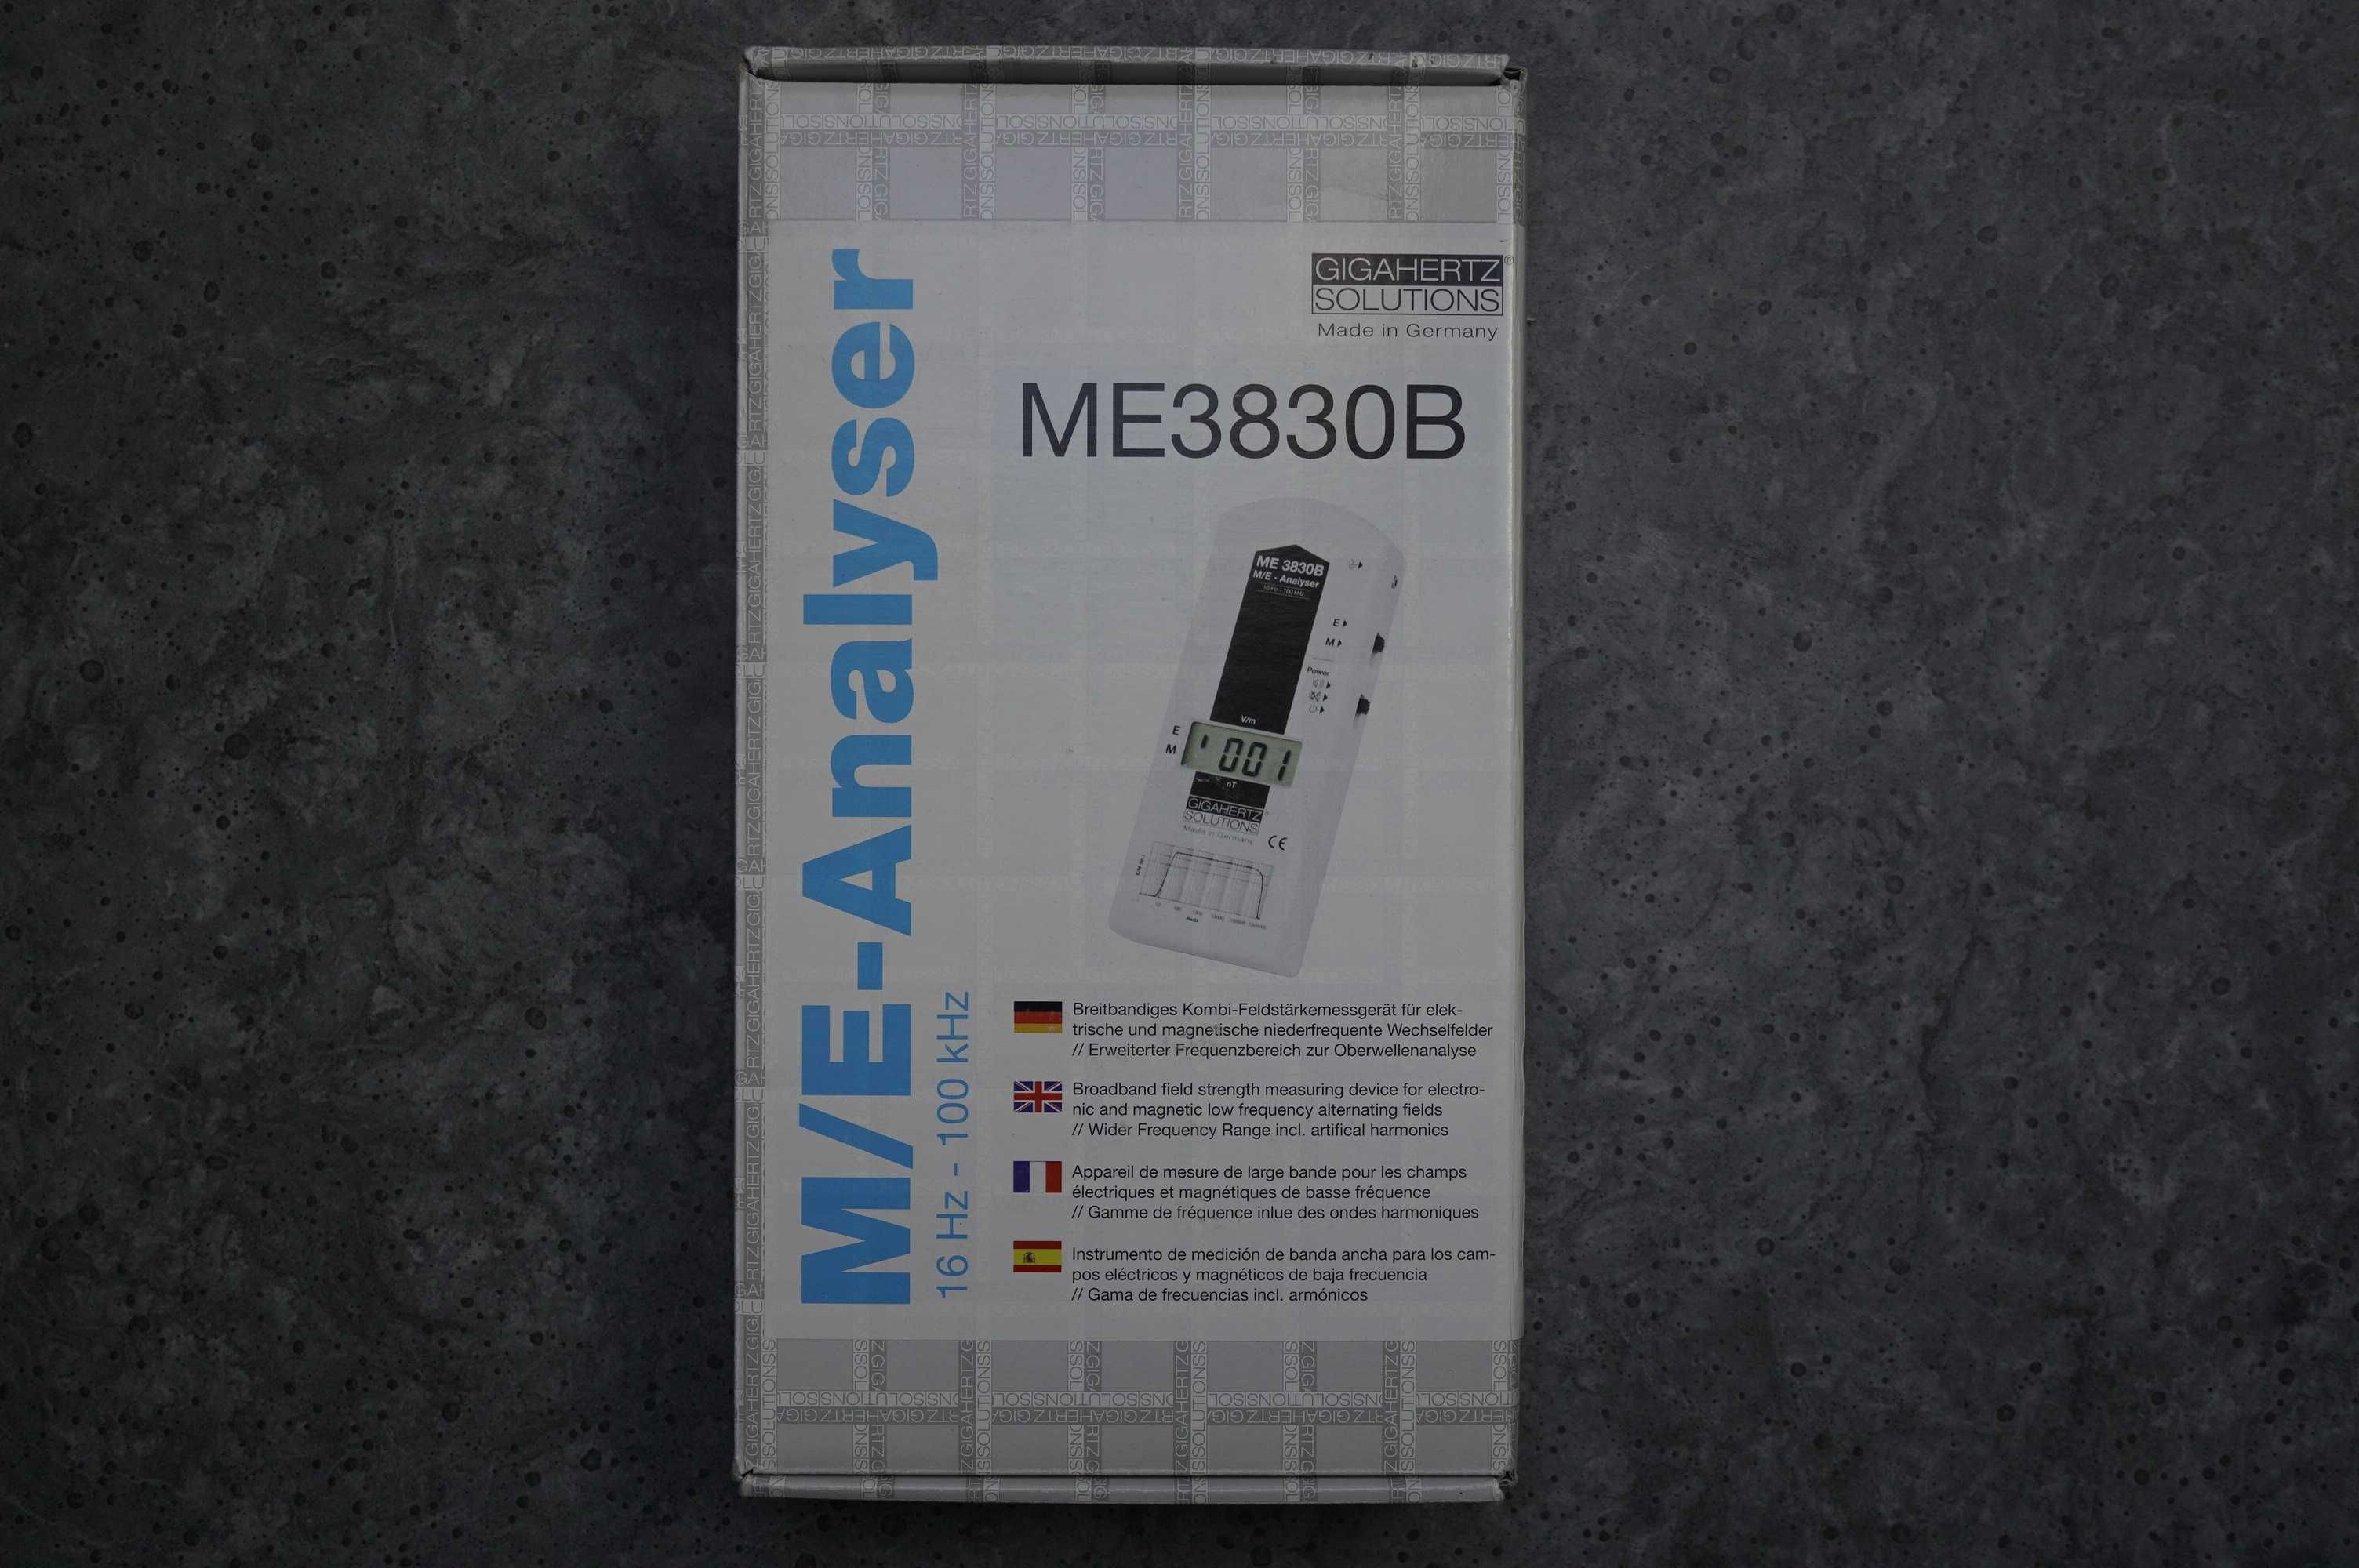 GIGAHERTZ®
SOLUTIONS
Made in Germany
M/E-Analyser
16 Hz - 100 kHz
ME3830B
ME 3830B
M/E - Analyser
16 Hz - 100 kHz
E
M
Power
V/m
E
M
'001
nT
GIGAHERTZ®
SOLUTIONS
Made in Germany
CE
Hertz
Breitbandiges Kombi-Feldstärkemessgerät für elek-
trische und magnetische niederfrequente Wechselfelder
// Erweiterter Frequenzbereich zur Oberwellenanalyse
Broadband field strength measuring device for electro-
nic and magnetic low frequency alternating fields
// Wider Frequency Range incl. artifical harmonics
Appareil de mesure de large bande pour les champs
électriques et magnétiques de basse fréquence
// Gamme de fréquence inlue des ondes harmoniques
Instrumento de medición de banda ancha para los cam-
pos eléctricos y magnéticos de baja frecuencia
// Gama de frecuencias incl. armónicos